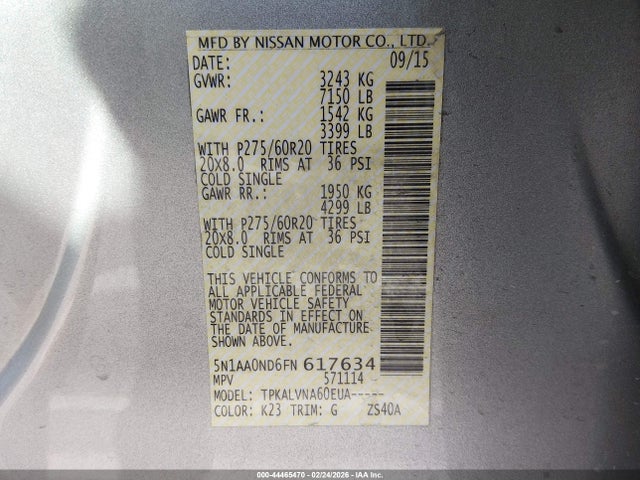 MFD BY NISSAN MOTOR CO., LTD.
DATE: 09/15
GVWR: 3243 KG
7150 LB
GAWR FR.: 1542 KG
3399 LB
WITH P275/60R20 TIRES
20X8.0 RIMS AT 36 PSI
COLD SINGLE
GAWR RR.: 1950 KG
4299 LB
WITH P275/60R20 TIRES
20X8.0 RIMS AT 36 PSI
COLD SINGLE
THIS VEHICLE CONFORMS TO
ALL APPLICABLE FEDERAL
MOTOR VEHICLE SAFETY
STANDARDS IN EFFECT ON
THE DATE OF MANUFACTURE
SHOWN ABOVE.
5N1AA0ND6FN 617634
MPV 571114
MODEL: TPKALVNA60EUA-----
COLOR: K23 TRIM: G ZS40A
000-44465470 - 02/24/2026 - IAAI Inc.